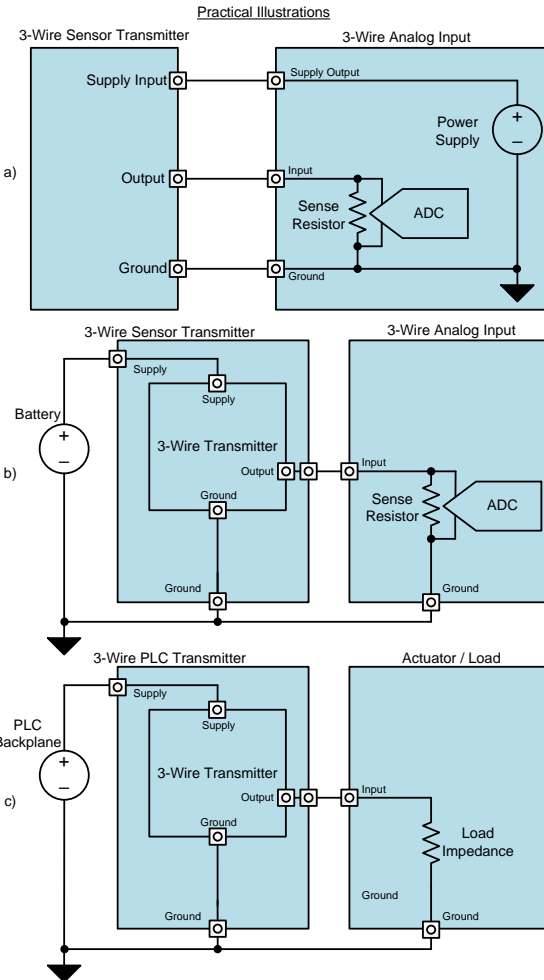 Practical Illustrations
3-Wire Sensor Transmitter
3-Wire Analog Input
Supply Input
Supply Output
Power
Supply
+
–
a)
Output
Input
Sense
Resistor
ADC
Ground
Ground
3-Wire Sensor Transmitter
3-Wire Analog Input
Supply
Supply
Battery
+
–
3-Wire Transmitter
Output
Input
b)
Sense
Resistor
ADC
Ground
Ground
Ground
3-Wire PLC Transmitter
Actuator / Load
Supply
Supply
PLC
Backplane
+
–
3-Wire Transmitter
Output
Input
c)
Ground
Load
Impedance
Ground
Ground
Ground